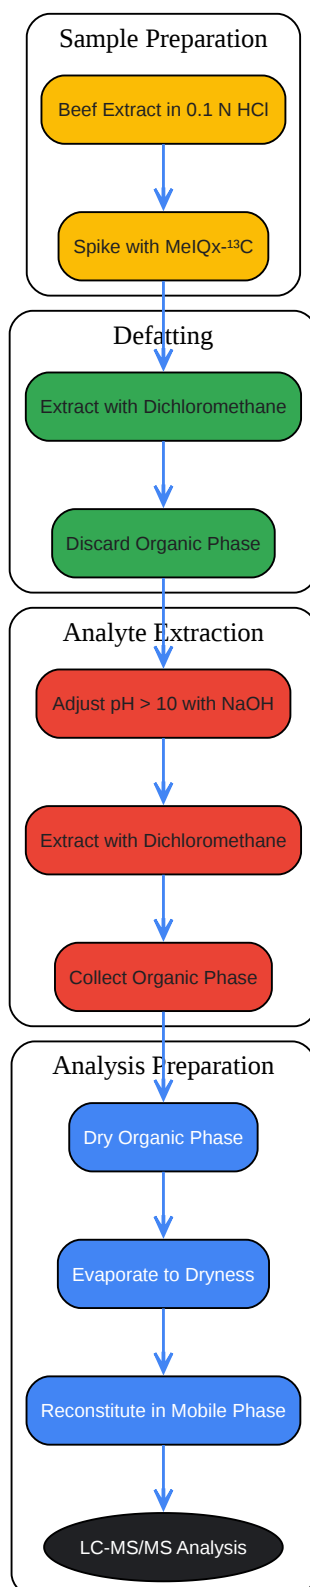 Sample Preparation
Beef Extract in 0.1 N HCl
Spike with MeIQx-¹³C
Defatting
Extract with Dichloromethane
Discard Organic Phase
Analyte Extraction
Adjust pH > 10 with NaOH
Extract with Dichloromethane
Collect Organic Phase
Analysis Preparation
Dry Organic Phase
Evaporate to Dryness
Reconstitute in Mobile Phase
LC-MS/MS Analysis